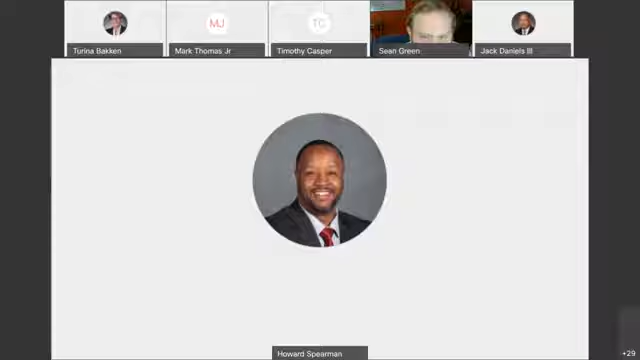 MJ
TC
Turina Bakken
Mark Thomas Jr
Timothy Casper
Sean Green
Jack Daniels III
Howard Spearman
+29